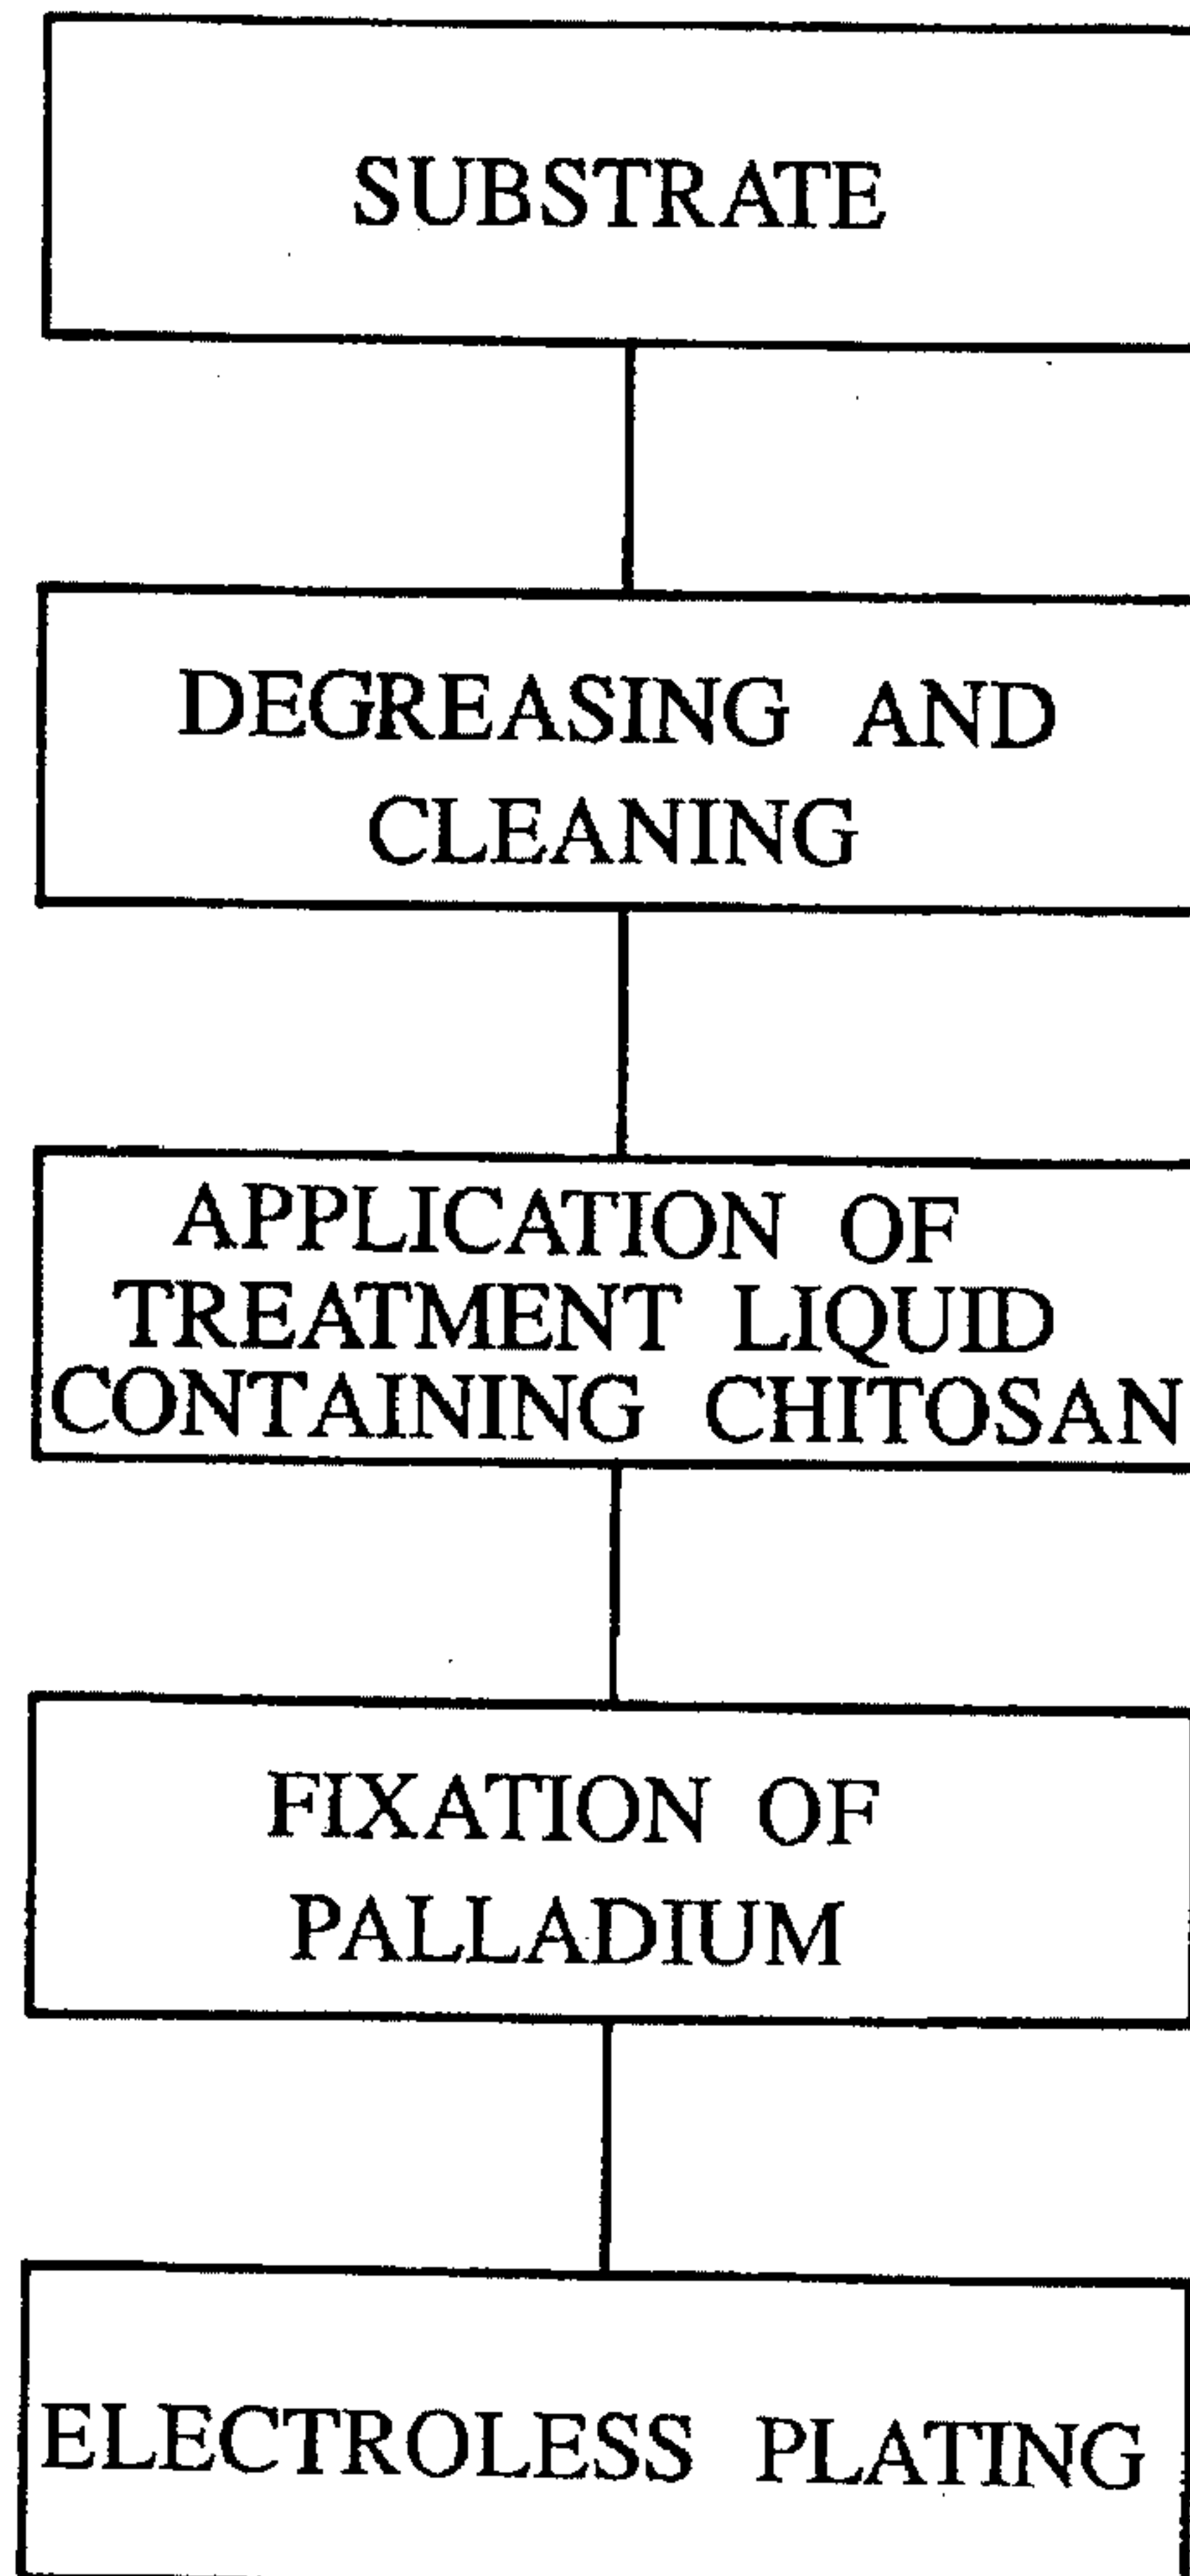 SUBSTRATE
DEGREASING AND
CLEANING
APPLICATION OF
TREATMENT LIQUID
CONTAINING CHITOSAN
FIXATION OF
PALLADIUM
ELECTROLESS PLATING